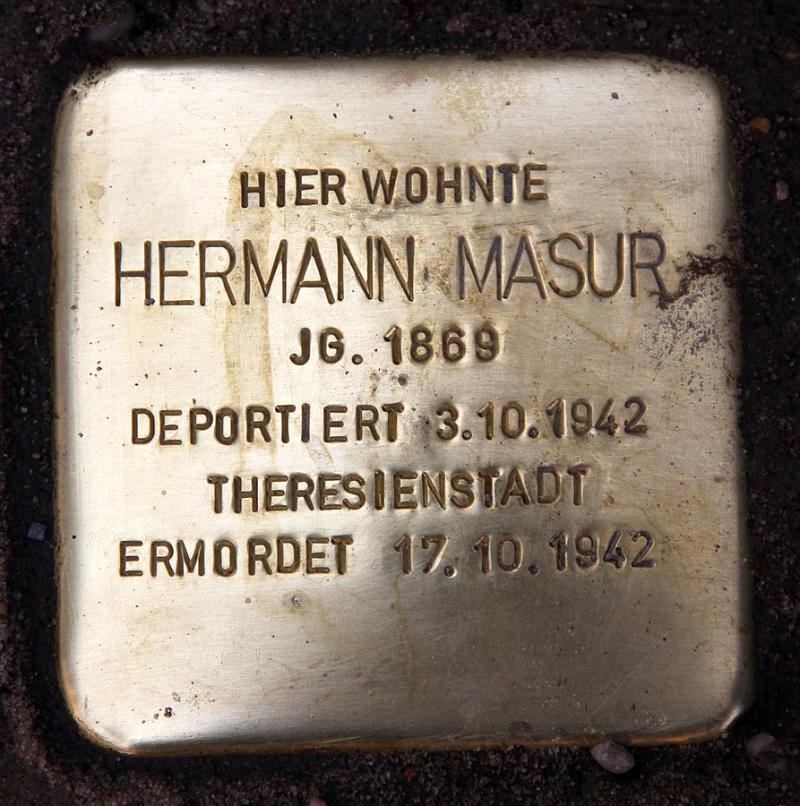 HIER WOHNTE
HERMANN MASUR
JG. 1869
DEPORTIERT 3.10.1942
THERESIENSTADT
ERMORDET 17.10.1942